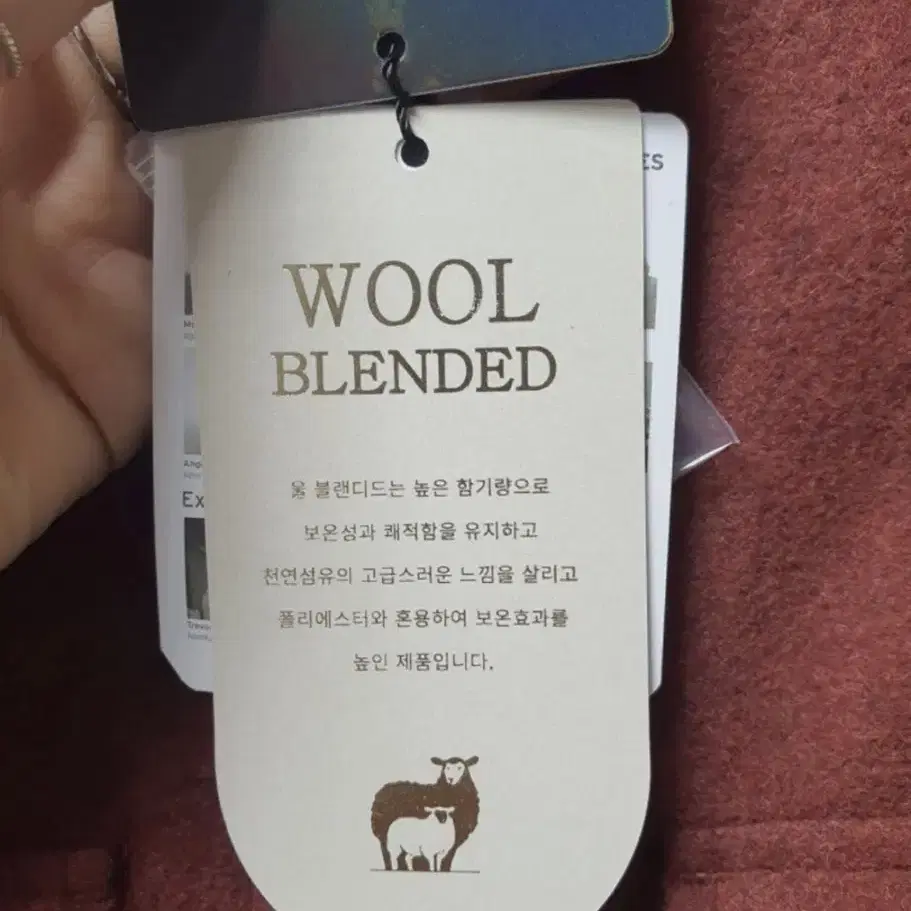 WOOL
BLENDED
울 블랜디드는 높은 함기량으로
보온성과 쾌적함을 유지하고
천연섬유의 고급스러운 느낌을 살리고
폴리에스터와 혼용하여 보온효과를
높인 제품입니다.
ES
Ex